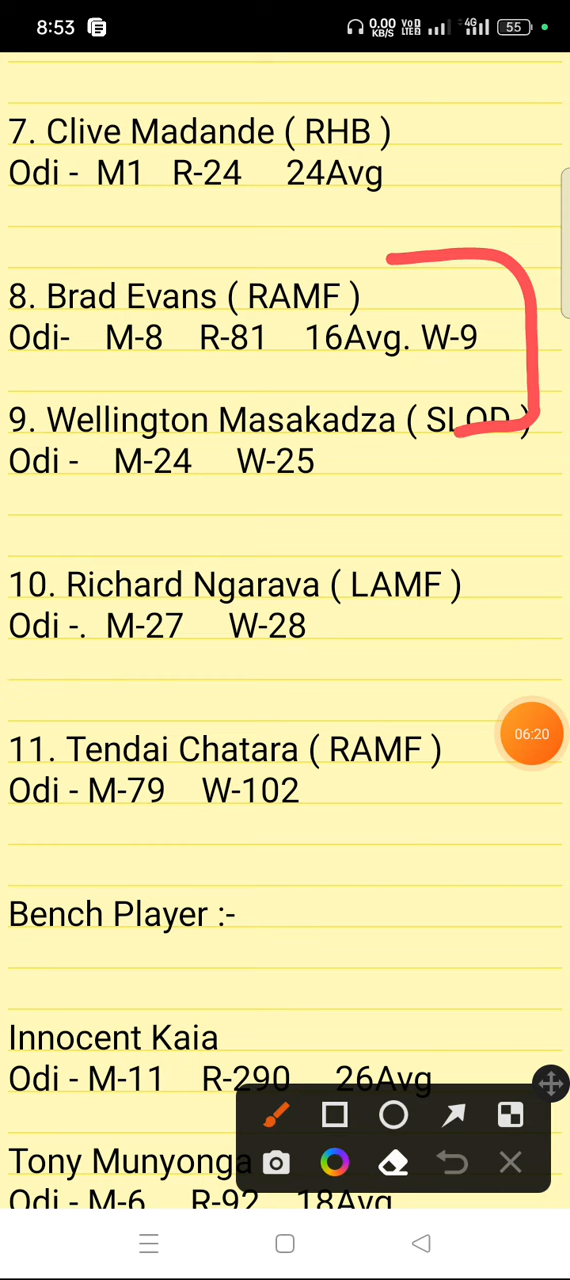 8:53 0.00 KB/S VoD LTE2 4G 55
7. Clive Madande ( RHB )
Odi - M1 R-24 24Avg
8. Brad Evans ( RAMF )
Odi- M-8 R-81 16Avg. W-9
9. Wellington Masakadza ( SLOD )
Odi - M-24 W-25
10. Richard Ngarava ( LAMF )
Odi -. M-27 W-28
06:20
11. Tendai Chatara ( RAMF )
Odi - M-79 W-102
Bench Player :-
Innocent Kaia
Odi - M-11 R-290 26Avg
Tony Munyonga
Odi - M-6 R-92 18Avg